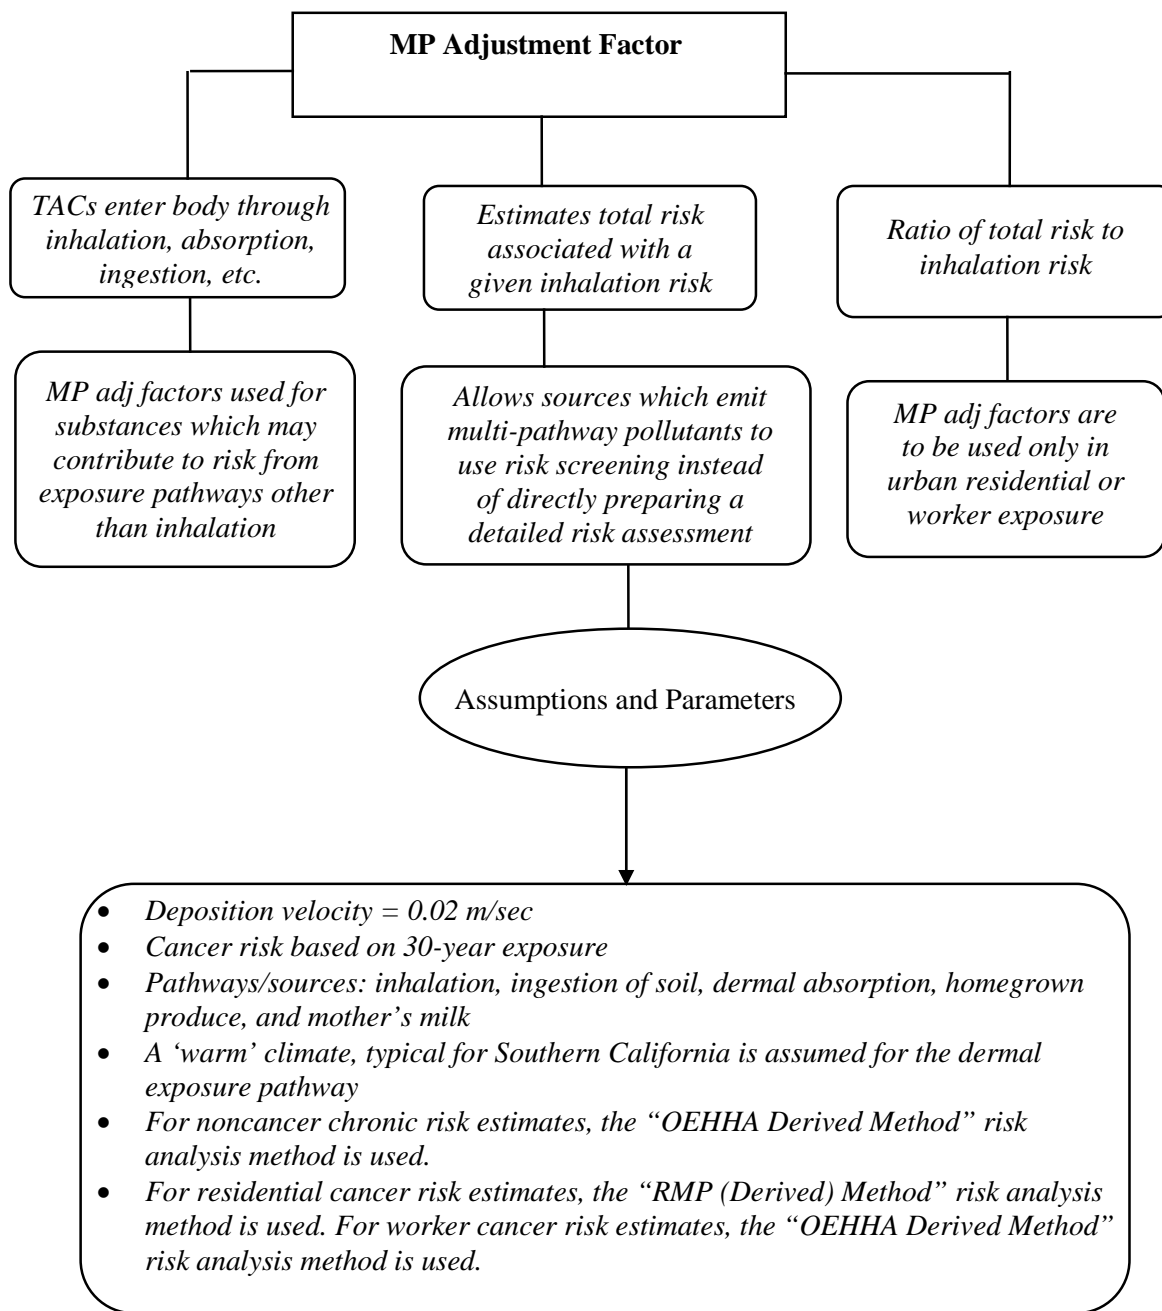 MP Adjustment Factor
TACs enter body through
inhalation, absorption,
ingestion, etc.
Estimates total risk
associated with a
given inhalation risk
Ratio of total risk to
inhalation risk
MP adj factors used for
substances which may
contribute to risk from
exposure pathways other
than inhalation
Allows sources which emit
multi-pathway pollutants to
use risk screening instead
of directly preparing a
detailed risk assessment
MP adj factors are
to be used only in
urban residential or
worker exposure
Assumptions and Parameters
• Deposition velocity = 0.02 m/sec
• Cancer risk based on 30-year exposure
• Pathways/sources: inhalation, ingestion of soil, dermal absorption, homegrown
produce, and mother’s milk
• A ‘warm’ climate, typical for Southern California is assumed for the dermal
exposure pathway
• For noncancer chronic risk estimates, the “OEHHA Derived Method” risk
analysis method is used.
• For residential cancer risk estimates, the “RMP (Derived) Method” risk analysis
method is used. For worker cancer risk estimates, the “OEHHA Derived Method”
risk analysis method is used.